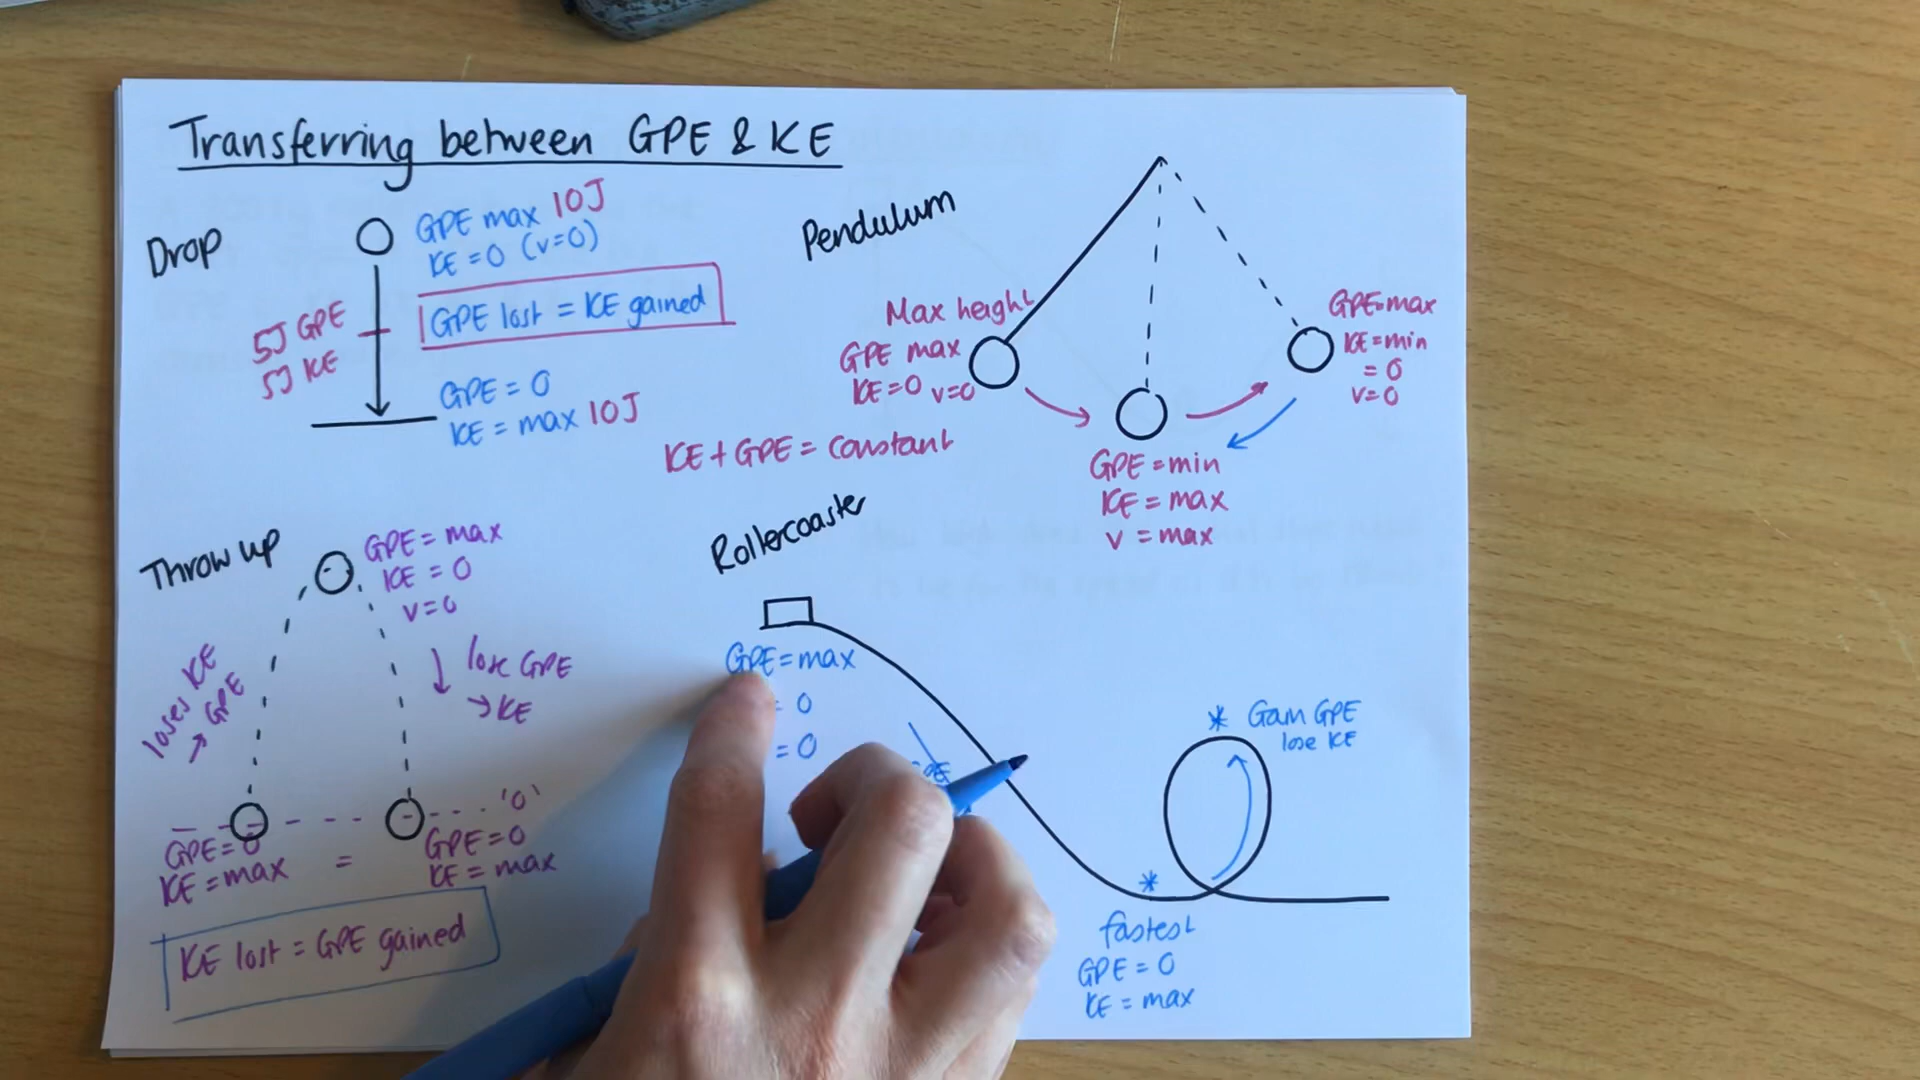 Transferring between GPE & KE
Drop
GPE max 10J
KE = 0 (v=0)
GPE lost = KE gained
5J GPE
5J KE
GPE = 0
KE = max 10J
Pendulum
Max height
GPE max
KE=0 v=0
GPE=max
KE=min
= 0
v=0
GPE = min
KE = max
v = max
KE + GPE = constant
Throw up
GPE = max
KE = 0
v=0
loses KE
→ GPE
lose GPE
→ KE
'0'
GPE=0
KE = max
=
GPE=0
KE = max
KE lost = GPE gained
Rollercoaster
GPE=max
= 0
= 0
* Gain GPE
lose KE
*
fastest
GPE = 0
KE = max